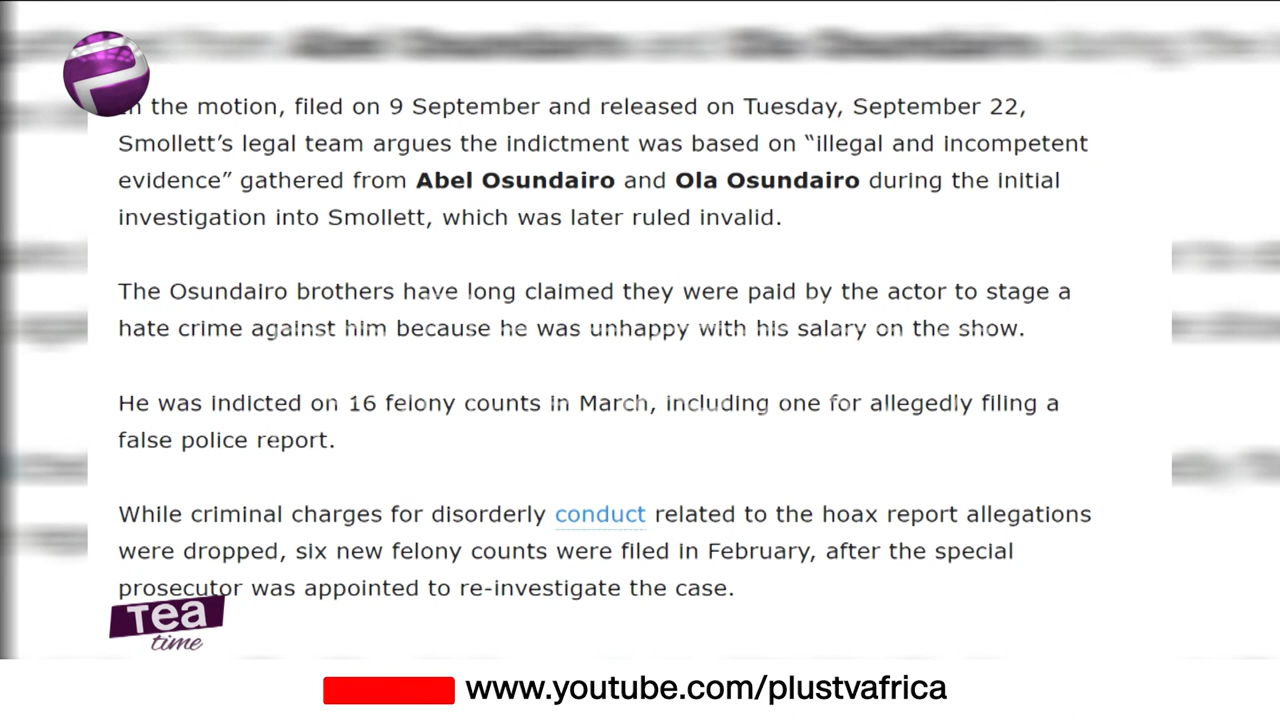 the motion, filed on 9 September and released on Tuesday, September 22,
Smollett’s legal team argues the indictment was based on “illegal and incompetent
evidence” gathered from Abel Osundairo and Ola Osundairo during the initial
investigation into Smollett, which was later ruled invalid.
The Osundairo brothers have long claimed they were paid by the actor to stage a
hate crime against him because he was unhappy with his salary on the show.
He was indicted on 16 felony counts in March, including one for allegedly filing a
false police report.
While criminal charges for disorderly conduct related to the hoax report allegations
were dropped, six new felony counts were filed in February, after the special
prosecutor was appointed to re-investigate the case.
Tea
time
www.youtube.com/plustvafrica